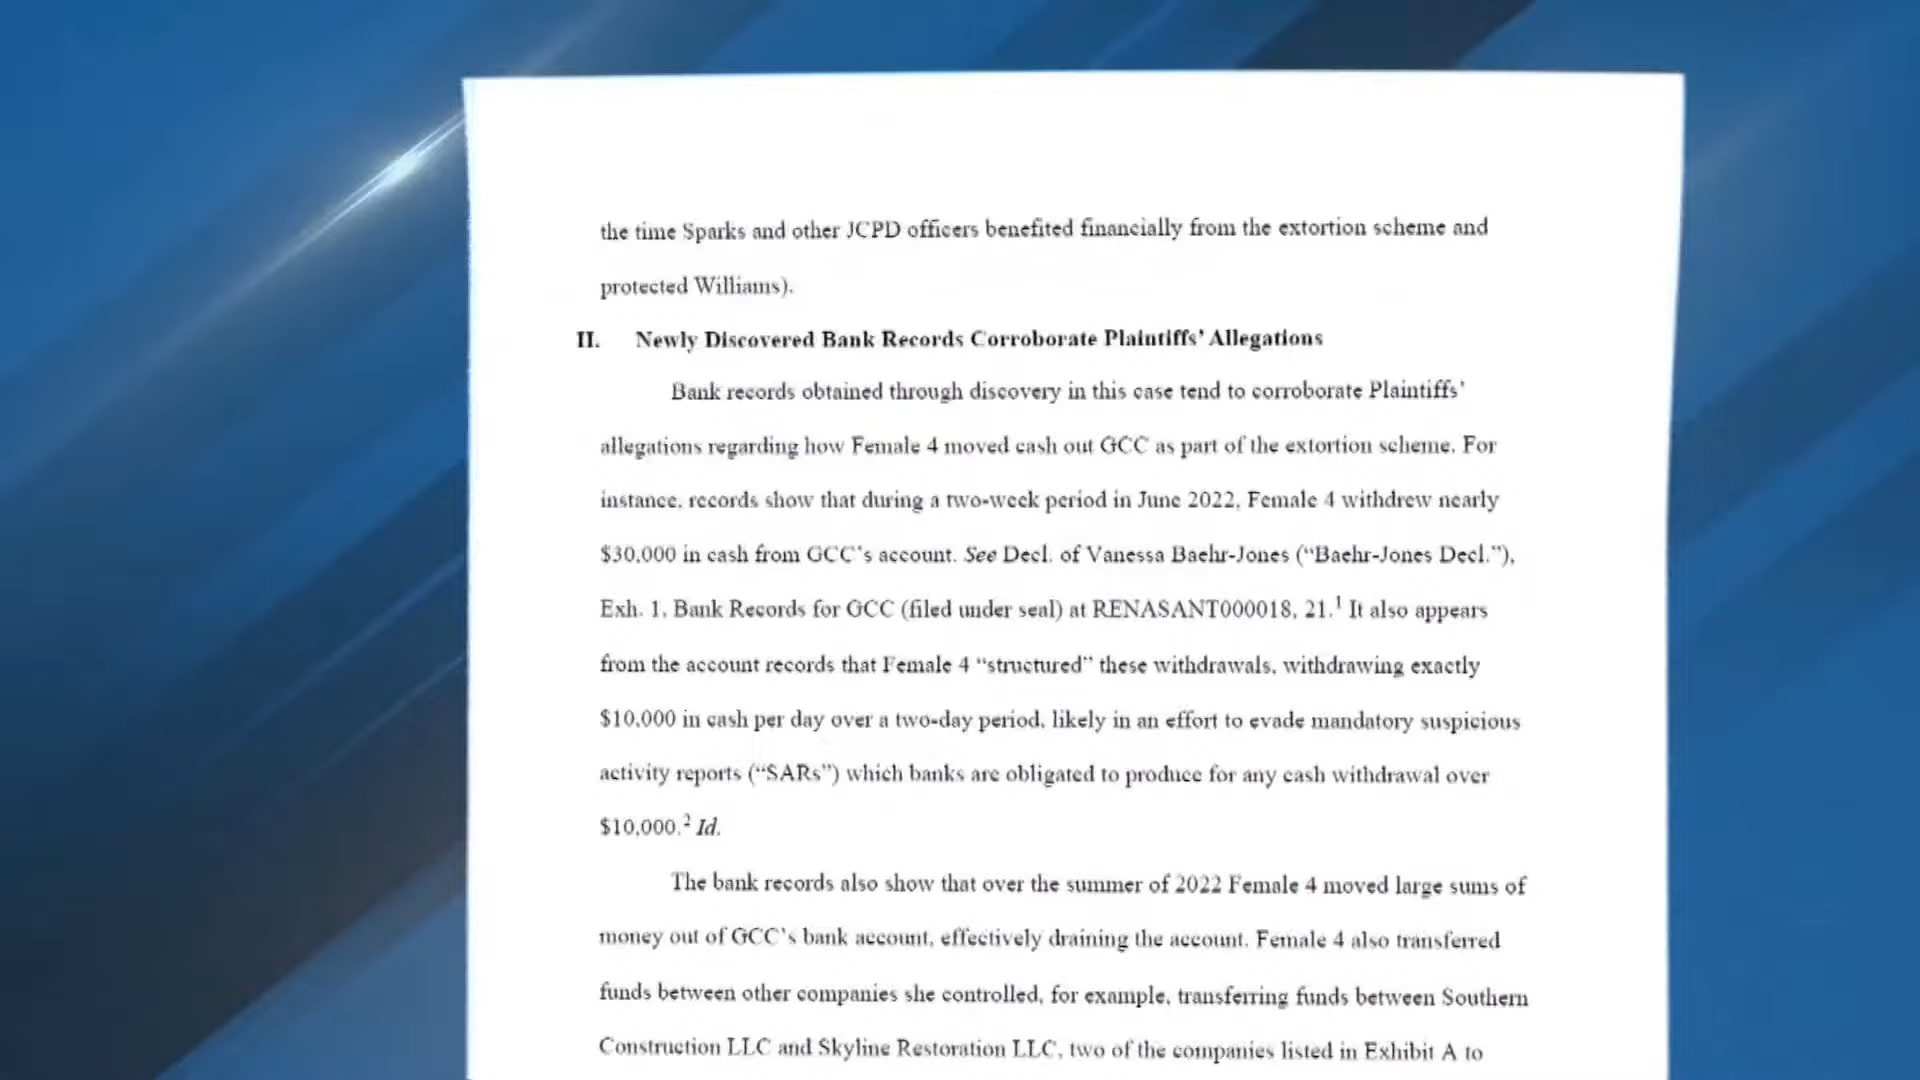 the time Sparks and other JCPD officers benefited financially from the extortion scheme and
protected Williams).
II. Newly Discovered Bank Records Corroborate Plaintiffs' Allegations
Bank records obtained through discovery in this case tend to corroborate Plaintiffs'
allegations regarding how Female 4 moved cash out GCC as part of the extortion scheme. For
instance, records show that during a two-week period in June 2022, Female 4 withdrew nearly
$30,000 in cash from GCC's account. See Decl. of Vanessa Baehr-Jones ("Baehr-Jones Decl."),
Exh. 1, Bank Records for GCC (filed under seal) at RENASANT000018, 21.1 It also appears
from the account records that Female 4 "structured" these withdrawals, withdrawing exactly
$10,000 in cash per day over a two-day period, likely in an effort to evade mandatory suspicious
activity reports ("SARs") which banks are obligated to produce for any cash withdrawal over
$10,000.2 Id.
The bank records also show that over the summer of 2022 Female 4 moved large sums of
money out of GCC's bank account, effectively draining the account. Female 4 also transferred
funds between other companies she controlled, for example, transferring funds between Southern
Construction LLC and Skyline Restoration LLC, two of the companies listed in Exhibit A to